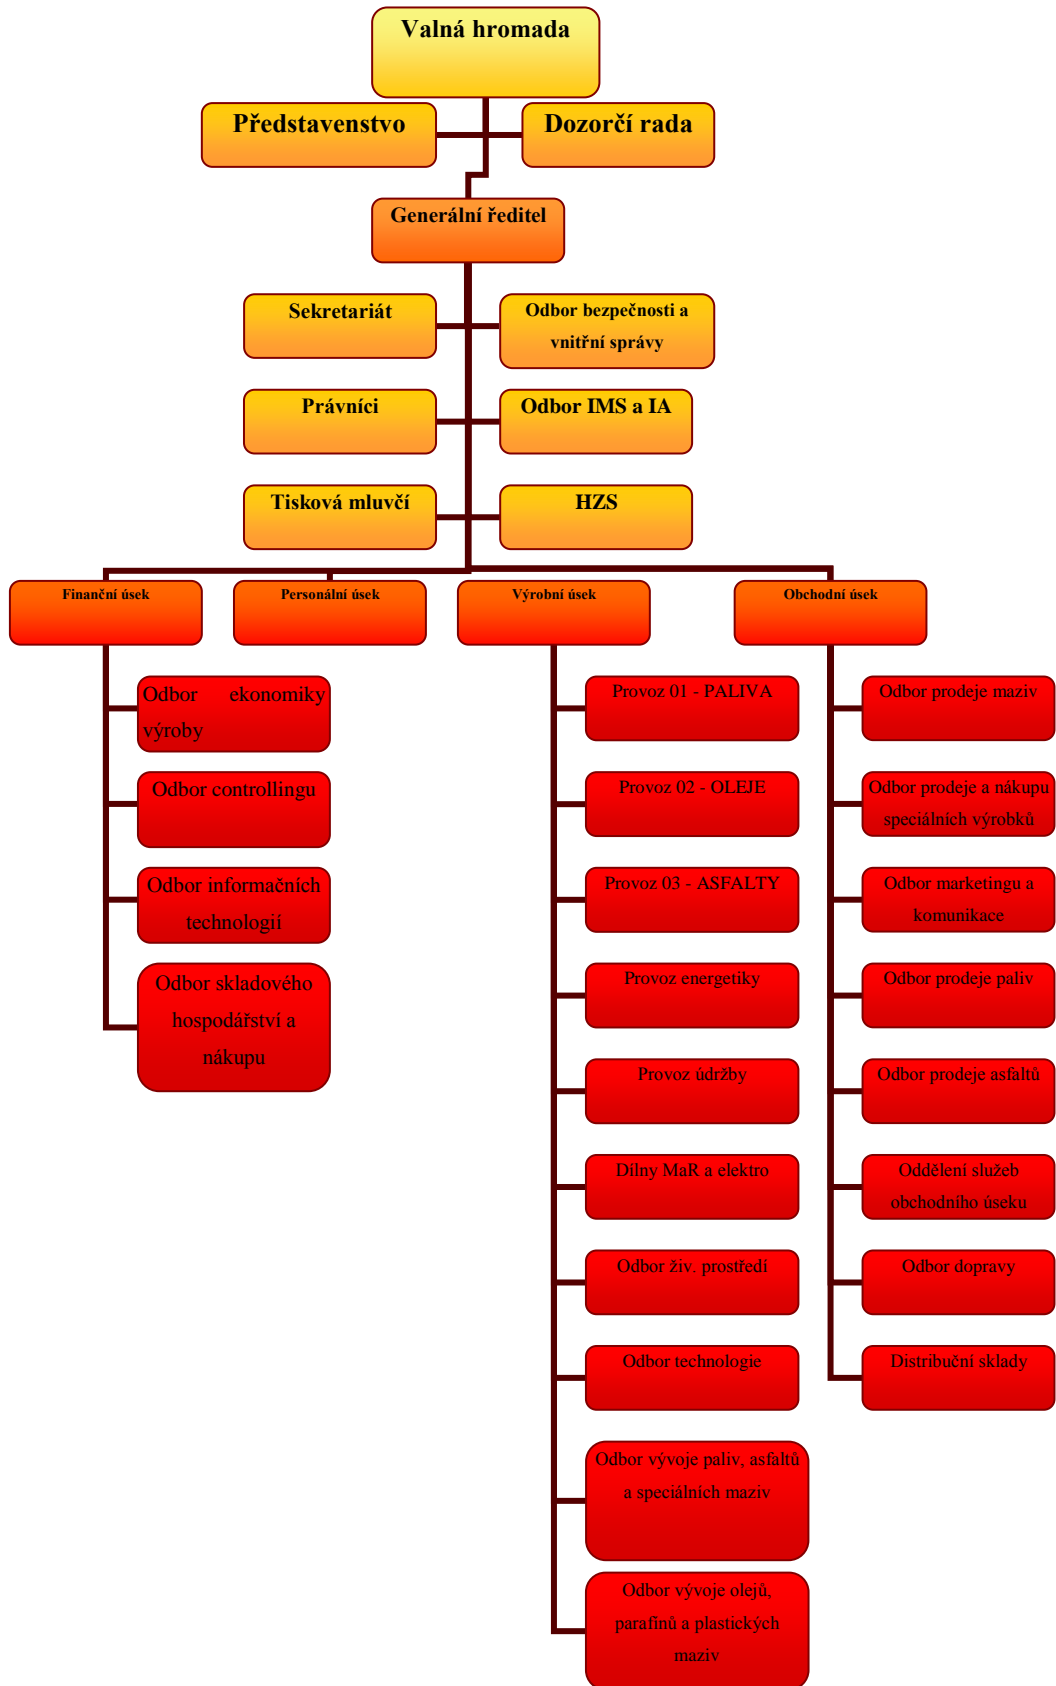 Valná hromada
Představenstvo
Dozorčí rada
Generální ředitel
Sekretariát
Odbor bezpečnosti a
vnitřní správy
Právníci
Odbor IMS a IA
Tisková mluvčí
HZS
Finanční úsek
Personální úsek
Výrobní úsek
Obchodní úsek
Odbor ekonomiky
výroby
Odbor controllingu
Odbor informačních
technologií
Odbor skladového
hospodářství a
nákupu
Provoz 01 - PALIVA
Provoz 02 - OLEJE
Provoz 03 - ASFALTY
Provoz energetiky
Provoz údržby
Dílny MaR a elektro
Odbor živ. prostředí
Odbor technologie
Odbor vývoje paliv, asfaltů
a speciálních maziv
Odbor vývoje olejů,
parafínů a plastických
maziv
Odbor prodeje maziv
Odbor prodeje a nákupu
speciálních výrobků
Odbor marketingu a
komunikace
Odbor prodeje paliv
Odbor prodeje asfaltů
Oddělení služeb
obchodního úseku
Odbor dopravy
Distribuční sklady